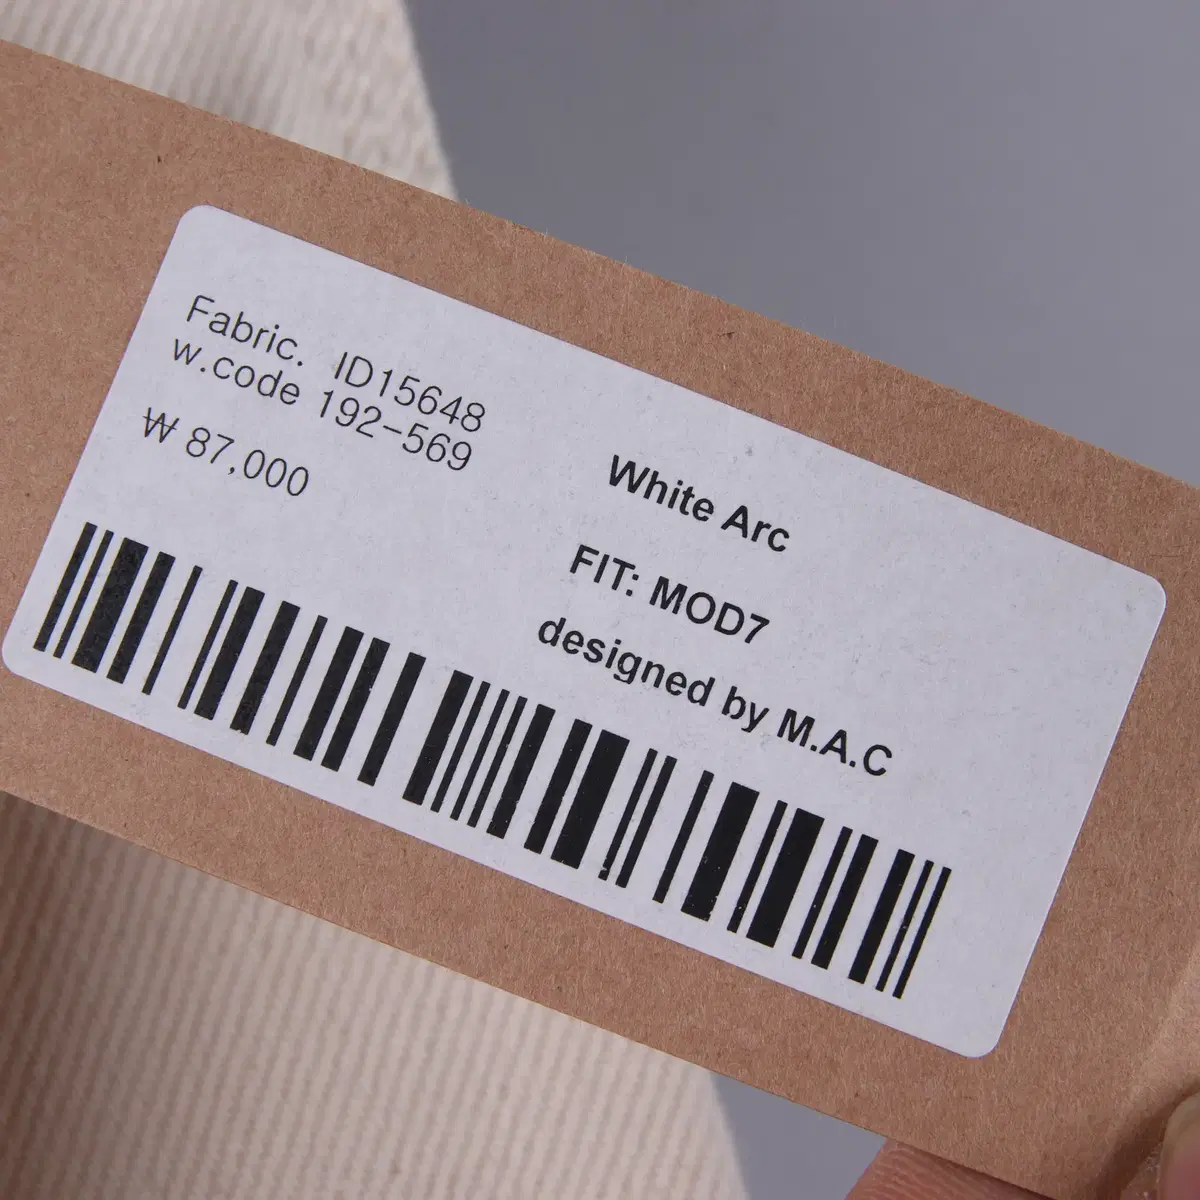 Fabric. ID15648
w.code 192-569
₩ 87,000
White Arc
FIT: MOD7
designed by M.A.C